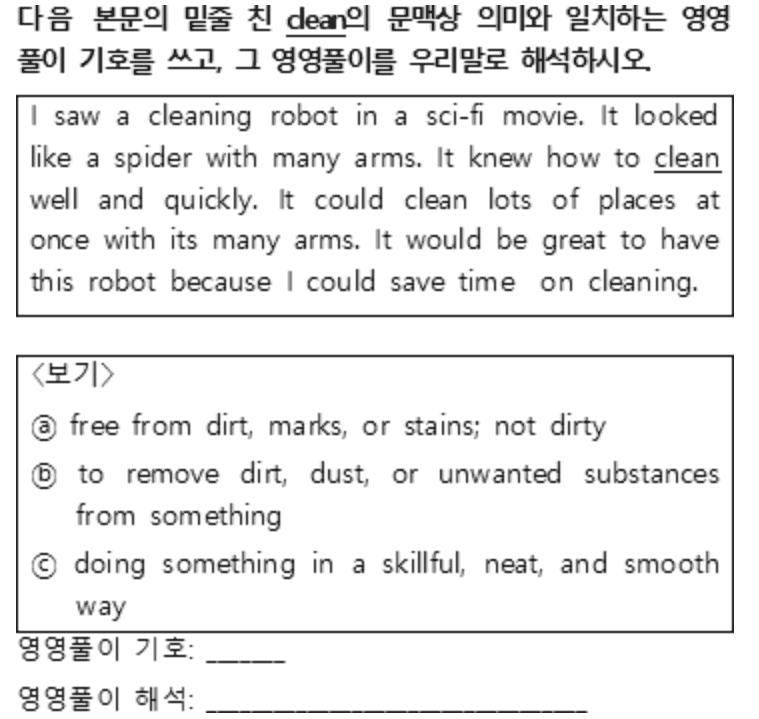 다음 본문의 밑줄 친 clean의 문맥상 의미와 일치하는 영영
풀이 기호를 쓰고, 그 영영풀이를 우리말로 해석하시오.
I saw a cleaning robot in a sci-fi movie. It looked
like a spider with many arms. It knew how to clean
well and quickly. It could clean lots of places at
once with its many arms. It would be great to have
this robot because I could save time on cleaning.
<보기>
ⓐ free from dirt, marks, or stains; not dirty
ⓑ to remove dirt, dust, or unwanted substances
from something
ⓒ doing something in a skillful, neat, and smooth
way
영영풀이 기호: ______
영영풀이 해석: ______________________________